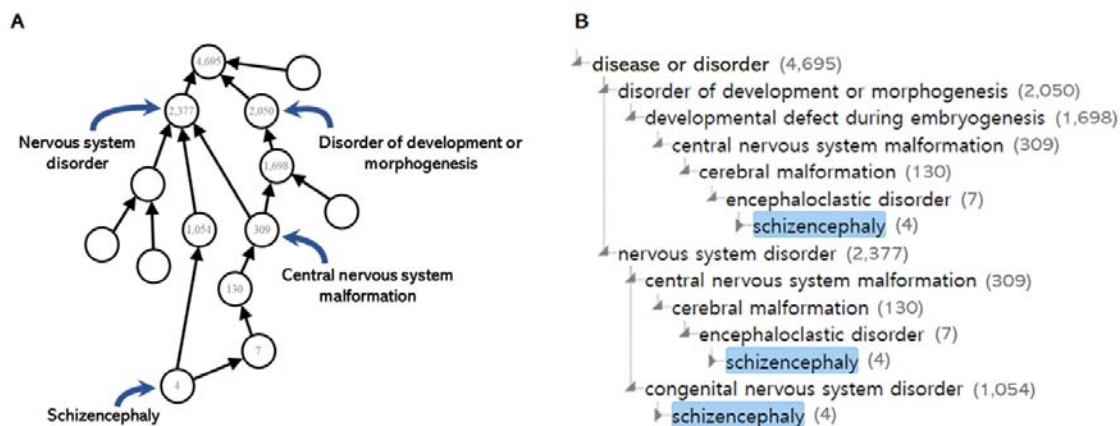 A
4,695
2,377
2,050
Nervous system
disorder
Disorder of development or
morphogenesis
1,698
1,054
309
Central nervous system
malformation
130
7
4
Schizencephaly
B
disease or disorder (4,695)
disorder of development or morphogenesis (2,050)
developmental defect during embryogenesis (1,698)
central nervous system malformation (309)
cerebral malformation (130)
encephaloclastic disorder (7)
schizencephaly (4)
nervous system disorder (2,377)
central nervous system malformation (309)
cerebral malformation (130)
encephaloclastic disorder (7)
schizencephaly (4)
congenital nervous system disorder (1,054)
schizencephaly (4)